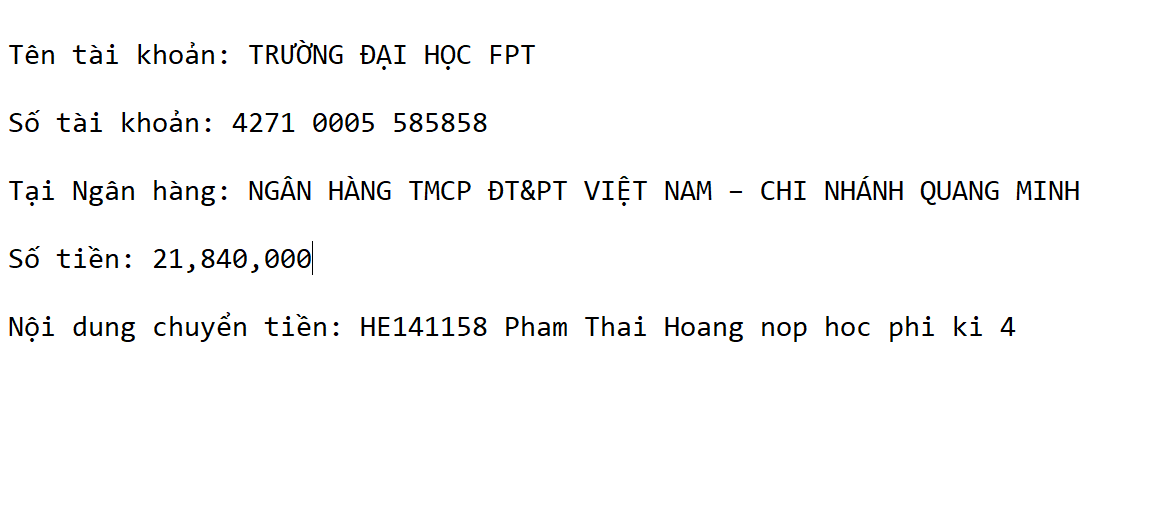 Tên tài khoản: TRƯỜNG ĐẠI HỌC FPT
Số tài khoản: 4271 0005 585858
Tại Ngân hàng: NGÂN HÀNG TMCP ĐT&PT VIỆT NAM – CHI NHÁNH QUANG MINH
Số tiền: 21,840,000
Nội dung chuyển tiền: HE141158 Pham Thai Hoang nop hoc phi ki 4